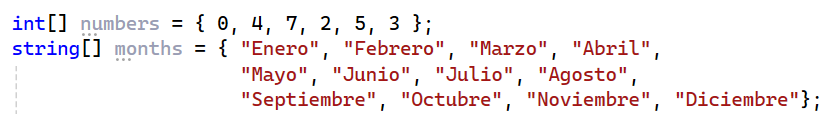 int[] numbers = { 0, 4, 7, 2, 5, 3 };
string[] months = { "Enero", "Febrero", "Marzo", "Abril",
"Mayo", "Junio", "Julio", "Agosto",
"Septiembre", "Octubre", "Noviembre", "Diciembre"};